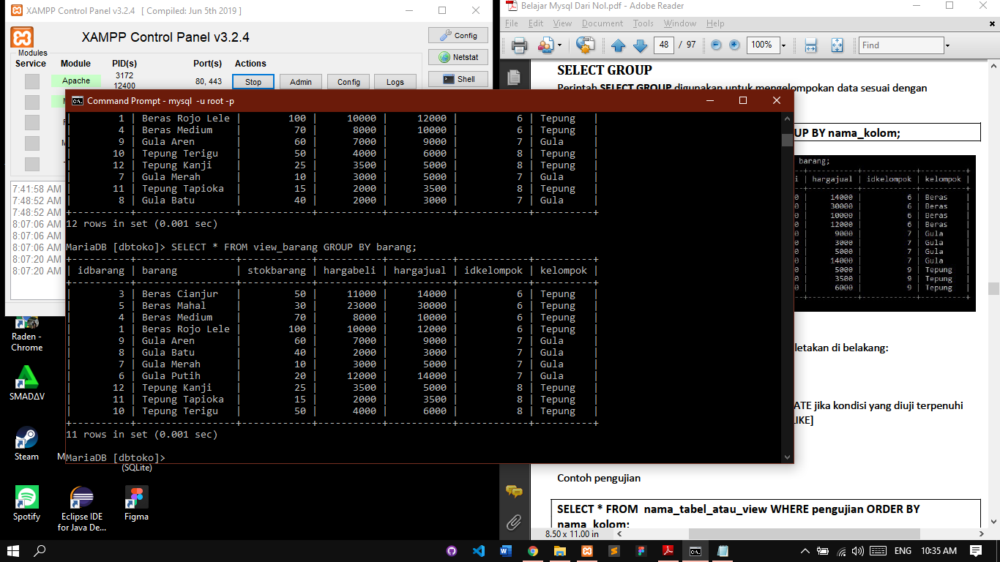 XAMPP Control Panel v3.2.4 [ Compiled: Jun 5th 2019 ]
XAMPP Control Panel v3.2.4
Config
Modules
Service Module PID(s) Port(s) Actions
Netstat
Apache 3172 12400 80, 443 Stop Admin Config Logs
Shell
7:41:58 AM
7:48:52 AM
7:48:52 AM
8:07:06 AM
8:07:06 AM
8:07:06 AM
8:07:20 AM
8:07:20 AM
Command Prompt - mysql -u root -p
| 1 | Beras Rojo Lele | 100 | 10000 | 12000 | 6 | Tepung |
| 4 | Beras Medium | 70 | 8000 | 10000 | 6 | Tepung |
| 9 | Gula Aren | 60 | 7000 | 9000 | 7 | Gula |
| 10 | Tepung Terigu | 50 | 4000 | 6000 | 8 | Tepung |
| 12 | Tepung Kanji | 25 | 3500 | 5000 | 8 | Tepung |
| 7 | Gula Merah | 10 | 3000 | 5000 | 7 | Gula |
| 11 | Tepung Tapioka | 15 | 2000 | 3500 | 8 | Tepung |
| 8 | Gula Batu | 40 | 2000 | 3000 | 7 | Gula |
12 rows in set (0.001 sec)
MariaDB [dbtoko]> SELECT * FROM view_barang GROUP BY barang;
| idbarang | barang | stokbarang | hargabeli | hargajual | idkelompok | kelompok |
| 3 | Beras Cianjur | 50 | 11000 | 14000 | 6 | Tepung |
| 5 | Beras Mahal | 30 | 23000 | 30000 | 6 | Tepung |
| 4 | Beras Medium | 70 | 8000 | 10000 | 6 | Tepung |
| 1 | Beras Rojo Lele | 100 | 10000 | 12000 | 6 | Tepung |
| 9 | Gula Aren | 60 | 7000 | 9000 | 7 | Gula |
| 8 | Gula Batu | 40 | 2000 | 3000 | 7 | Gula |
| 7 | Gula Merah | 10 | 3000 | 5000 | 7 | Gula |
| 6 | Gula Putih | 20 | 12000 | 14000 | 7 | Gula |
| 12 | Tepung Kanji | 25 | 3500 | 5000 | 8 | Tepung |
| 11 | Tepung Tapioka | 15 | 2000 | 3500 | 8 | Tepung |
| 10 | Tepung Terigu | 50 | 4000 | 6000 | 8 | Tepung |
11 rows in set (0.001 sec)
MariaDB [dbtoko]>
Belajar Mysql Dari Nol.pdf - Adobe Reader
File Edit View Document Tools Window Help
48 / 97 100% Find
SELECT GROUP
Perintah SELECT GROUP digunakan untuk mengelompokan data sesuai dengan
UP BY nama_kolom;
barang;
| hargajual | idkelompok | kelompok |
| 14000 | 6 | Beras |
| 30000 | 6 | Beras |
| 10000 | 6 | Beras |
| 12000 | 6 | Beras |
| 9000 | 7 | Gula |
| 3000 | 7 | Gula |
| 5000 | 7 | Gula |
| 14000 | 7 | Gula |
| 5000 | 9 | Tepung |
| 3500 | 9 | Tepung |
| 6000 | 9 | Tepung |
letakan di belakang:
ATE jika kondisi yang diuji terpenuhi
LIKE]
Contoh pengujian
SELECT * FROM nama_tabel_atau_view WHERE pengujian ORDER BY
nama_kolom;
8.50 x 11.00 in
Raden -
Chrome
SMADΔV
Steam
(SQLite)
Spotify
Eclipse IDE
for Java De...
Figma
ENG 10:35 AM